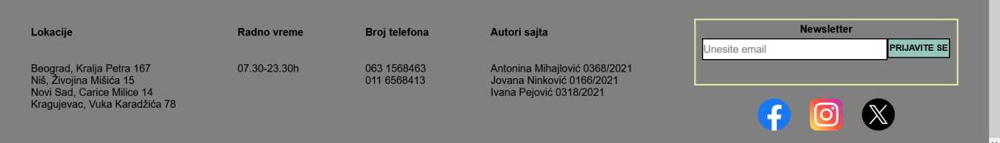 Lokacije
Beograd, Kralja Petra 167
Niš, Živojina Mišića 15
Novi Sad, Carice Milice 14
Kragujevac, Vuka Karadžića 78
Radno vreme
07.30-23.30h
Broj telefona
063 1568463
011 6568413
Autori sajta
Antonina Mihajlović 0368/2021
Jovana Ninković 0166/2021
Ivana Pejović 0318/2021
Newsletter
Unesite email
PRIJAVITE SE